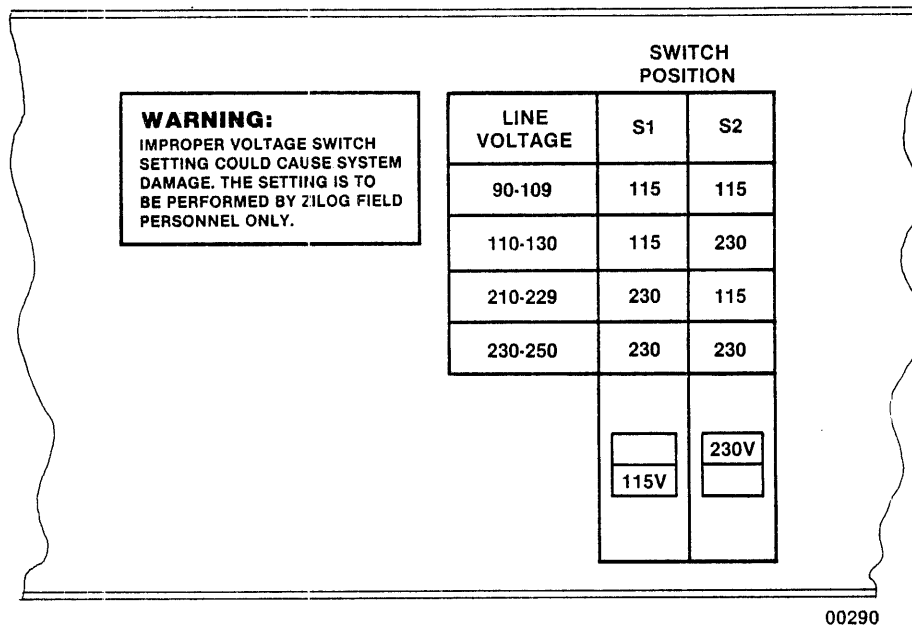 SWITCH
POSITION
WARNING:
IMPROPER VOLTAGE SWITCH
SETTING COULD CAUSE SYSTEM
DAMAGE. THE SETTING IS TO
BE PERFORMED BY ZILOG FIELD
PERSONNEL ONLY.
LINE VOLTAGE S1 S2
90-109 115 115
110-130 115 230
210-229 230 115
230-250 230 230
230V
115V
00290